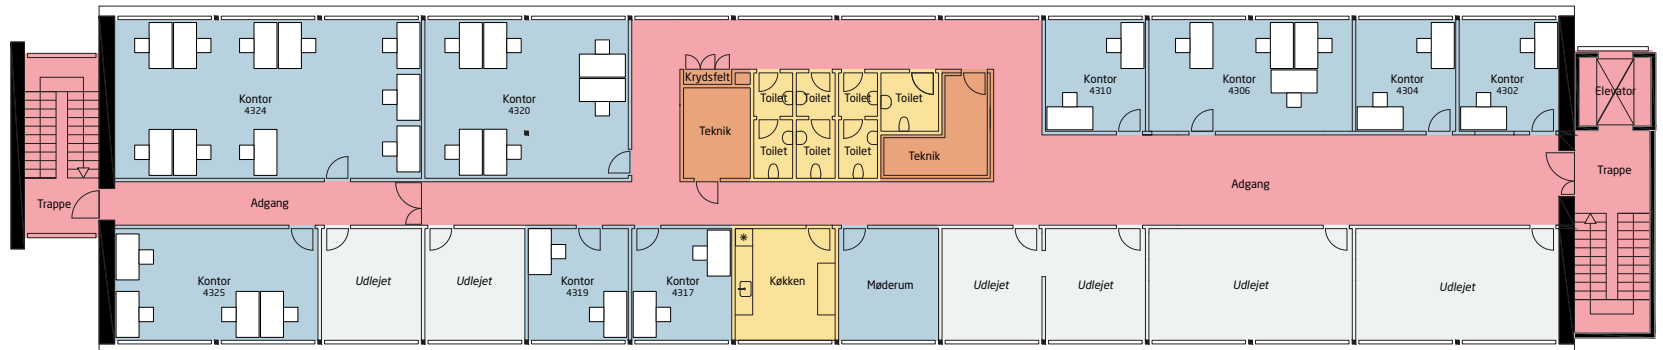 Kontor
4324
Kontor
4320
Krydsfelt
Teknik
Toilet
Toilet
Toilet
Toilet
Toilet
Toilet
Toilet
Teknik
Kontor
4310
Kontor
4306
Kontor
4304
Kontor
4302
Elevator
Trappe
Adgang
Adgang
Trappe
Kontor
4325
Udlejet
Udlejet
Kontor
4319
Kontor
4317
Køkken
Møderum
Udlejet
Udlejet
Udlejet
Udlejet